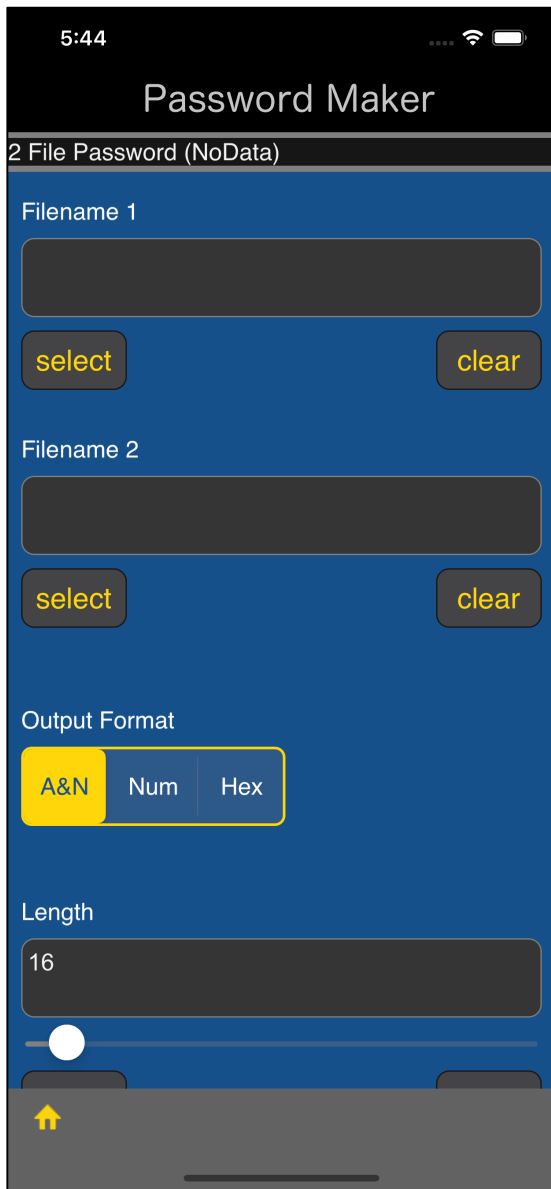 5:44
Password Maker
2 File Password (NoData)
Filename 1
select clear
Filename 2
select clear
Output Format
A&N Num Hex
Length
16